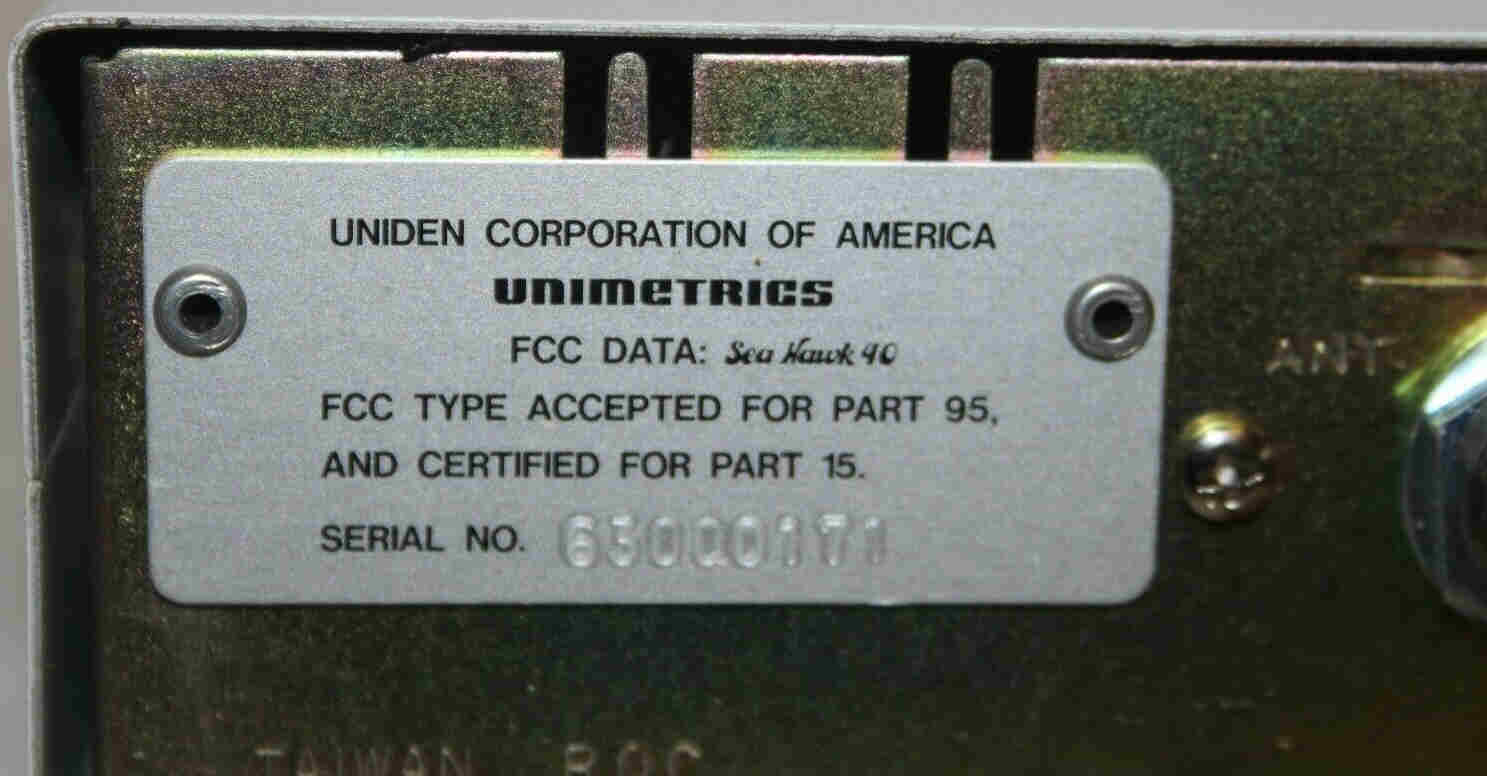 UNIDEN CORPORATION OF AMERICA
UNIMETRICS
FCC DATA: Sea Hawk 40
FCC TYPE ACCEPTED FOR PART 95,
AND CERTIFIED FOR PART 15.
SERIAL NO. 63000171
ANT.
TAIWAN ROC